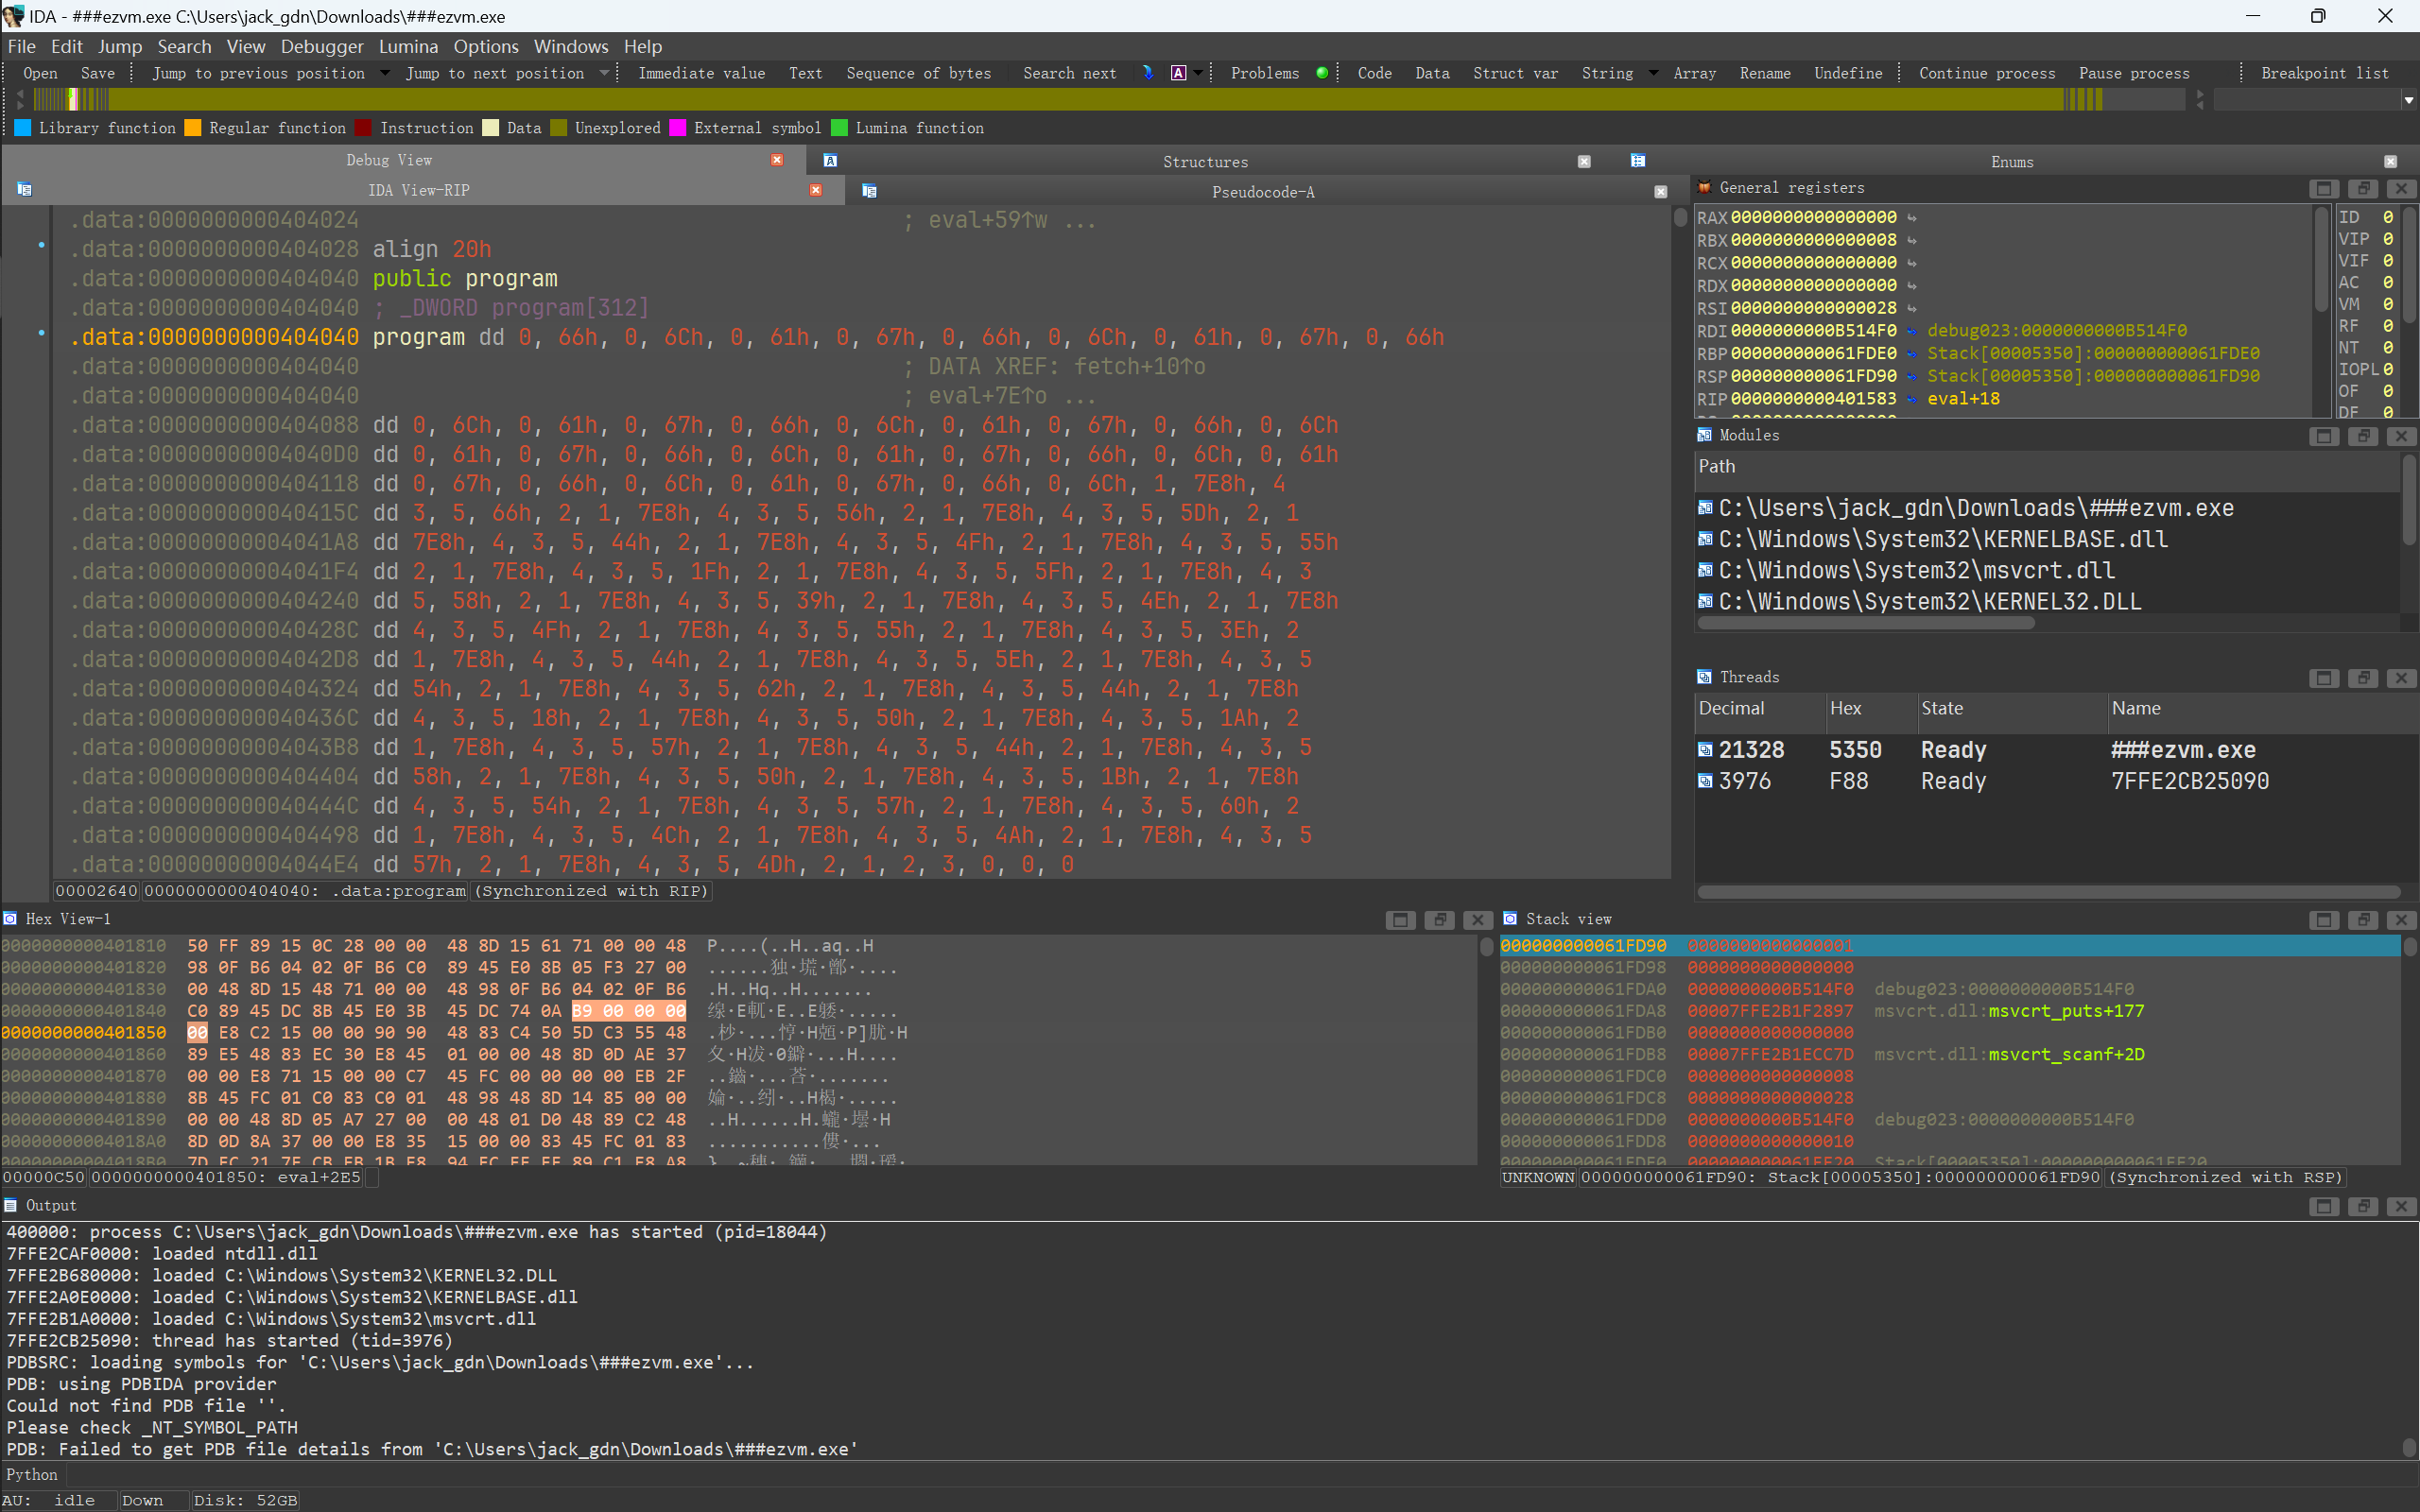 IDA - ###ezvm.exe C:\Users\jack_gdn\Downloads\###ezvm.exe
File Edit Jump Search View Debugger Lumina Options Windows Help
Open Save Jump to previous position Jump to next position Immediate value Text Sequence of bytes Search next A Problems Code Data Struct var String Array Rename Undefine Continue process Pause process Breakpoint list
Library function Regular function Instruction Data Unexplored External symbol Lumina function
Debug View Structures Enums
IDA View-RIP Pseudocode-A
.data:0000000000404024 ; eval+59↑w ...
.data:0000000000404028 align 20h
.data:0000000000404040 public program
.data:0000000000404040 ; _DWORD program[312]
.data:0000000000404040 program dd 0, 66h, 0, 6Ch, 0, 61h, 0, 67h, 0, 66h, 0, 6Ch, 0, 61h, 0, 67h, 0, 66h
.data:0000000000404040 ; DATA XREF: fetch+10↑o
.data:0000000000404040 ; eval+7E↑o ...
.data:0000000000404088 dd 0, 6Ch, 0, 61h, 0, 67h, 0, 66h, 0, 6Ch, 0, 61h, 0, 67h, 0, 66h, 0, 6Ch
.data:00000000004040D0 dd 0, 61h, 0, 67h, 0, 66h, 0, 6Ch, 0, 61h, 0, 67h, 0, 66h, 0, 6Ch, 0, 61h
.data:0000000000404118 dd 0, 67h, 0, 66h, 0, 6Ch, 0, 61h, 0, 67h, 0, 66h, 0, 6Ch, 1, 7E8h, 4
.data:000000000040415C dd 3, 5, 66h, 2, 1, 7E8h, 4, 3, 5, 56h, 2, 1, 7E8h, 4, 3, 5, 5Dh, 2, 1
.data:00000000004041A8 dd 7E8h, 4, 3, 5, 44h, 2, 1, 7E8h, 4, 3, 5, 4Fh, 2, 1, 7E8h, 4, 3, 5, 55h
.data:00000000004041F4 dd 2, 1, 7E8h, 4, 3, 5, 1Fh, 2, 1, 7E8h, 4, 3, 5, 5Fh, 2, 1, 7E8h, 4, 3
.data:0000000000404240 dd 5, 58h, 2, 1, 7E8h, 4, 3, 5, 39h, 2, 1, 7E8h, 4, 3, 5, 4Eh, 2, 1, 7E8h
.data:000000000040428C dd 4, 3, 5, 4Fh, 2, 1, 7E8h, 4, 3, 5, 55h, 2, 1, 7E8h, 4, 3, 5, 3Eh, 2
.data:00000000004042D8 dd 1, 7E8h, 4, 3, 5, 44h, 2, 1, 7E8h, 4, 3, 5, 5Eh, 2, 1, 7E8h, 4, 3, 5
.data:0000000000404324 dd 54h, 2, 1, 7E8h, 4, 3, 5, 62h, 2, 1, 7E8h, 4, 3, 5, 44h, 2, 1, 7E8h
.data:000000000040436C dd 4, 3, 5, 18h, 2, 1, 7E8h, 4, 3, 5, 50h, 2, 1, 7E8h, 4, 3, 5, 1Ah, 2
.data:00000000004043B8 dd 1, 7E8h, 4, 3, 5, 57h, 2, 1, 7E8h, 4, 3, 5, 44h, 2, 1, 7E8h, 4, 3, 5
.data:0000000000404404 dd 58h, 2, 1, 7E8h, 4, 3, 5, 50h, 2, 1, 7E8h, 4, 3, 5, 1Bh, 2, 1, 7E8h
.data:000000000040444C dd 4, 3, 5, 54h, 2, 1, 7E8h, 4, 3, 5, 57h, 2, 1, 7E8h, 4, 3, 5, 60h, 2
.data:0000000000404498 dd 1, 7E8h, 4, 3, 5, 4Ch, 2, 1, 7E8h, 4, 3, 5, 4Ah, 2, 1, 7E8h, 4, 3, 5
.data:00000000004044E4 dd 57h, 2, 1, 7E8h, 4, 3, 5, 4Dh, 2, 1, 2, 3, 0, 0, 0
00002640 0000000000404040: .data:program (Synchronized with RIP)
General registers
RAX 0000000000000000
RBX 0000000000000008
RCX 0000000000000000
RDX 0000000000000000
RSI 0000000000000028
RDI 0000000000B514F0 debug023:0000000000B514F0
RBP 000000000061FDE0 Stack[00005350]:000000000061FDE0
RSP 000000000061FD90 Stack[00005350]:000000000061FD90
RIP 0000000000401583 eval+18
ID 0
VIP 0
VIF 0
AC 0
VM 0
RF 0
NT 0
IOPL 0
OF 0
DF 0
Modules
Path
C:\Users\jack_gdn\Downloads\###ezvm.exe
C:\Windows\System32\KERNELBASE.dll
C:\Windows\System32\msvcrt.dll
C:\Windows\System32\KERNEL32.DLL
Threads
Decimal Hex State Name
21328 5350 Ready ###ezvm.exe
3976 F88 Ready 7FFE2CB25090
Hex View-1
0000000000401810 50 FF 89 15 0C 28 00 00 48 8D 15 61 71 00 00 48 P....(..H..aq..H
0000000000401820 98 0F B6 04 02 0F B6 C0 89 45 E0 8B 05 F3 27 00
0000000000401830 00 48 8D 15 48 71 00 00 48 98 0F B6 04 02 0F B6 .H..Hq..H.......
0000000000401840 C0 89 45 DC 8B 45 E0 3B 45 DC 74 0A B9 00 00 00
0000000000401850 00 E8 C2 15 00 00 90 90 48 83 C4 50 5D C3 55 48
0000000000401860 89 E5 48 83 EC 30 E8 45 01 00 00 48 8D 0D AE 37
0000000000401870 00 00 E8 71 15 00 00 C7 45 FC 00 00 00 00 EB 2F
0000000000401880 8B 45 FC 01 C0 83 C0 01 48 98 48 8D 14 85 00 00
0000000000401890 00 00 48 8D 05 A7 27 00 00 48 01 D0 48 89 C2 48
00000000004018A0 8D 0D 8A 37 00 00 E8 35 15 00 00 83 45 FC 01 83
00000000004018B0 7D FC 21 7E CB EB 1B E8 94 FC FF FF 89 C1 E8 A8
00000C50 0000000000401850: eval+2E5
Stack view
000000000061FD90 0000000000000001
000000000061FD98 0000000000000000
000000000061FDA0 0000000000B514F0 debug023:0000000000B514F0
000000000061FDA8 00007FFE2B1F2897 msvcrt.dll:msvcrt_puts+177
000000000061FDB0 0000000000000000
000000000061FDB8 00007FFE2B1ECC7D msvcrt.dll:msvcrt_scanf+2D
000000000061FDC0 0000000000000008
000000000061FDC8 0000000000000028
000000000061FDD0 0000000000B514F0 debug023:0000000000B514F0
000000000061FDD8 0000000000000010
000000000061FDE0 000000000061FE20 Stack[00005350]:000000000061FE20
UNKNOWN 000000000061FD90: Stack[00005350]:000000000061FD90 (Synchronized with RSP)
Output
400000: process C:\Users\jack_gdn\Downloads\###ezvm.exe has started (pid=18044)
7FFE2CAF0000: loaded ntdll.dll
7FFE2B680000: loaded C:\Windows\System32\KERNEL32.DLL
7FFE2A0E0000: loaded C:\Windows\System32\KERNELBASE.dll
7FFE2B1A0000: loaded C:\Windows\System32\msvcrt.dll
7FFE2CB25090: thread has started (tid=3976)
PDBSRC: loading symbols for 'C:\Users\jack_gdn\Downloads\###ezvm.exe'...
PDB: using PDBIDA provider
Could not find PDB file ''.
Please check _NT_SYMBOL_PATH
PDB: Failed to get PDB file details from 'C:\Users\jack_gdn\Downloads\###ezvm.exe'
Python
AU: idle Down Disk: 52GB